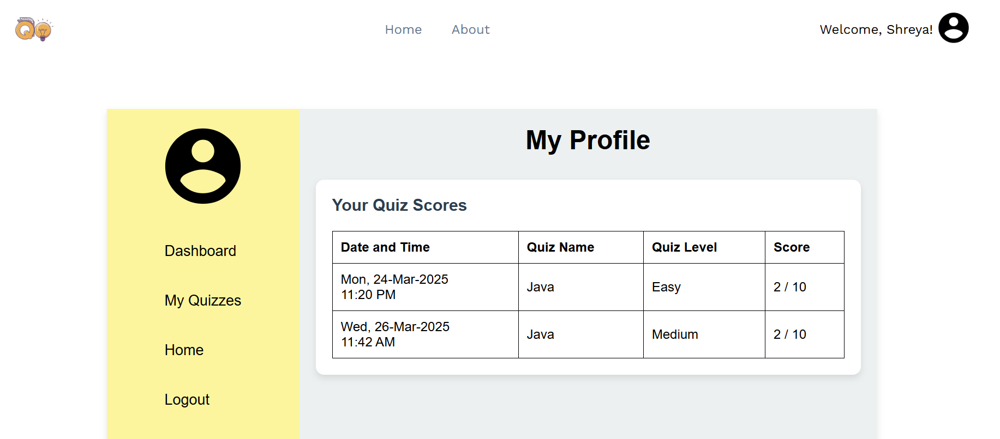 Home About Welcome, Shreya!
My Profile
Dashboard
My Quizzes
Home
Logout
Your Quiz Scores
Date and Time Quiz Name Quiz Level Score
Mon, 24-Mar-2025
11:20 PM
Java Easy 2 / 10
Wed, 26-Mar-2025
11:42 AM
Java Medium 2 / 10